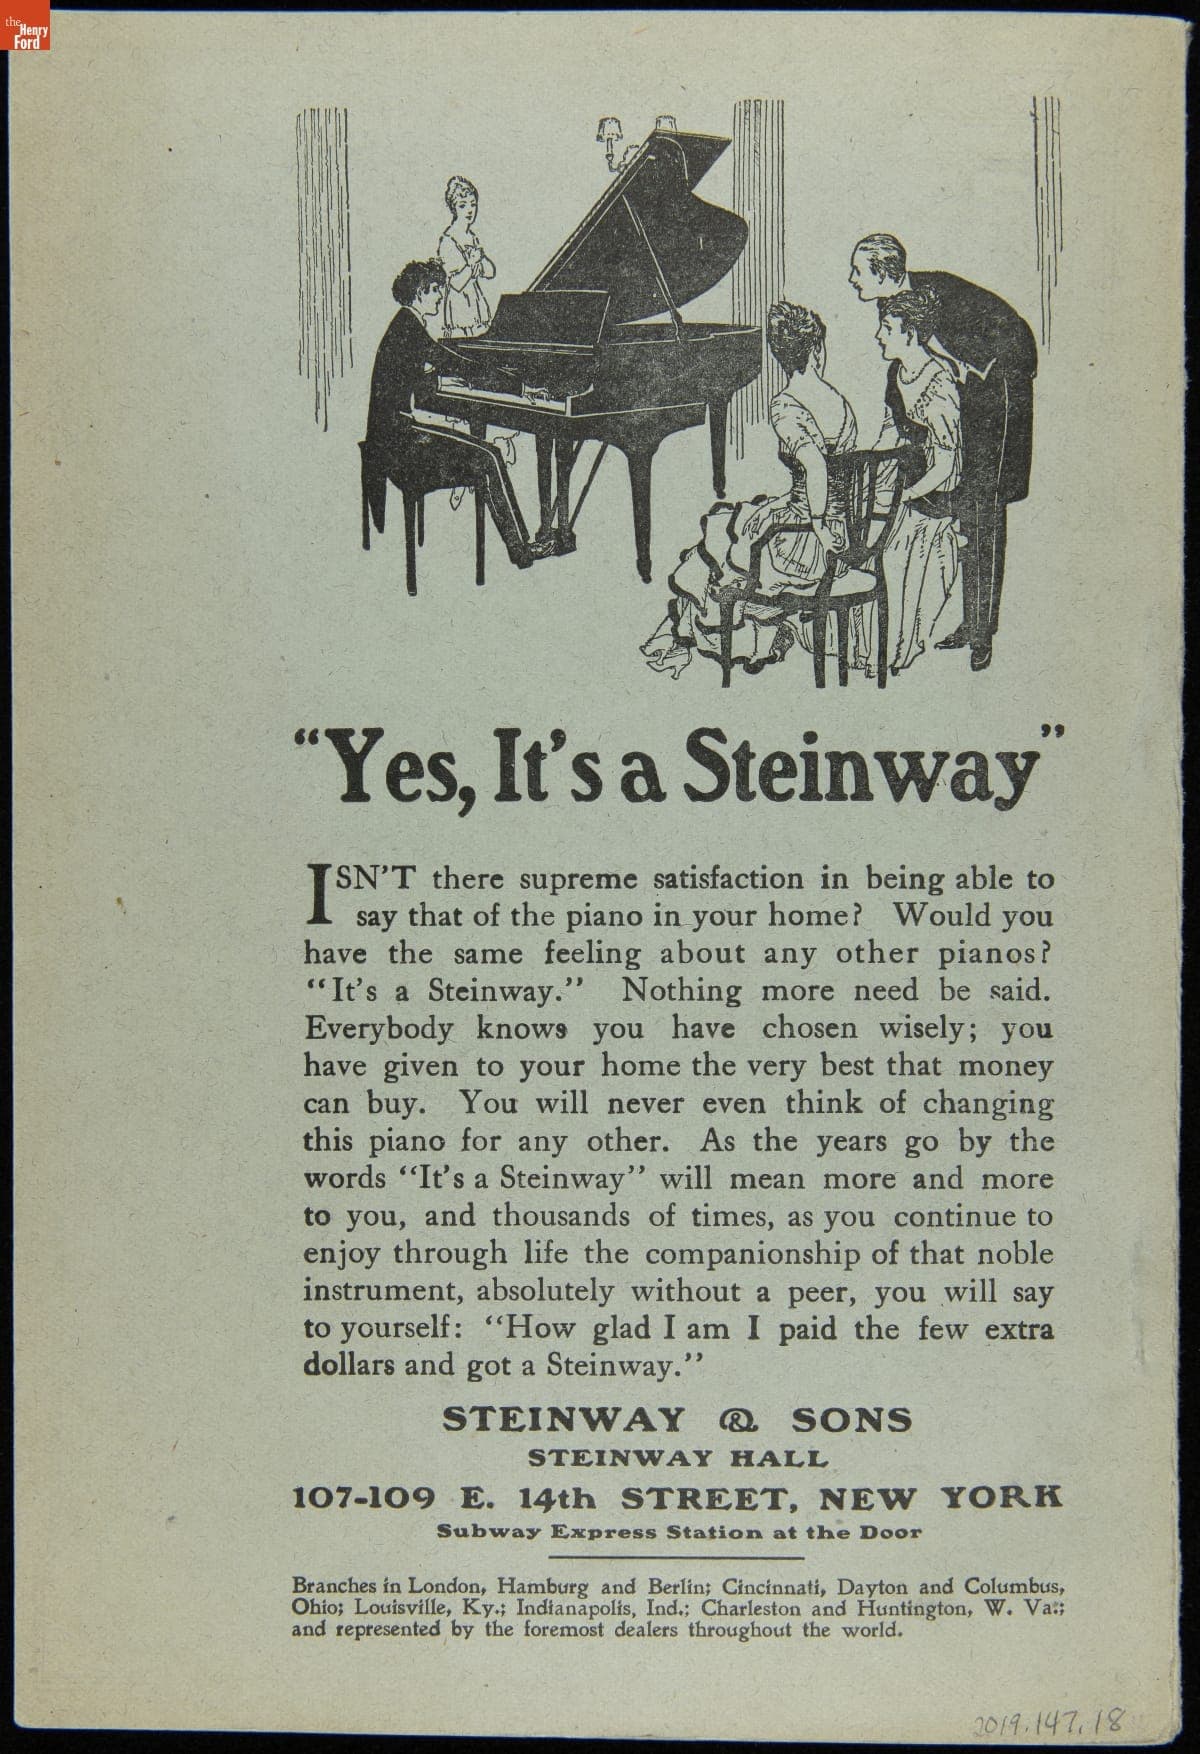 the
Henry
Ford
“Yes, It’s a Steinway”
ISN’T there supreme satisfaction in being able to
say that of the piano in your home? Would you
have the same feeling about any other pianos?
“It’s a Steinway.” Nothing more need be said.
Everybody knows you have chosen wisely; you
have given to your home the very best that money
can buy. You will never even think of changing
this piano for any other. As the years go by the
words “It’s a Steinway” will mean more and more
to you, and thousands of times, as you continue to
enjoy through life the companionship of that noble
instrument, absolutely without a peer, you will say
to yourself: “How glad I am I paid the few extra
dollars and got a Steinway.”
STEINWAY & SONS
STEINWAY HALL
107-109 E. 14th STREET, NEW YORK
Subway Express Station at the Door
Branches in London, Hamburg and Berlin; Cincinnati, Dayton and Columbus,
Ohio; Louisville, Ky.; Indianapolis, Ind.; Charleston and Huntington, W. Va.;
and represented by the foremost dealers throughout the world.
2019.147.18